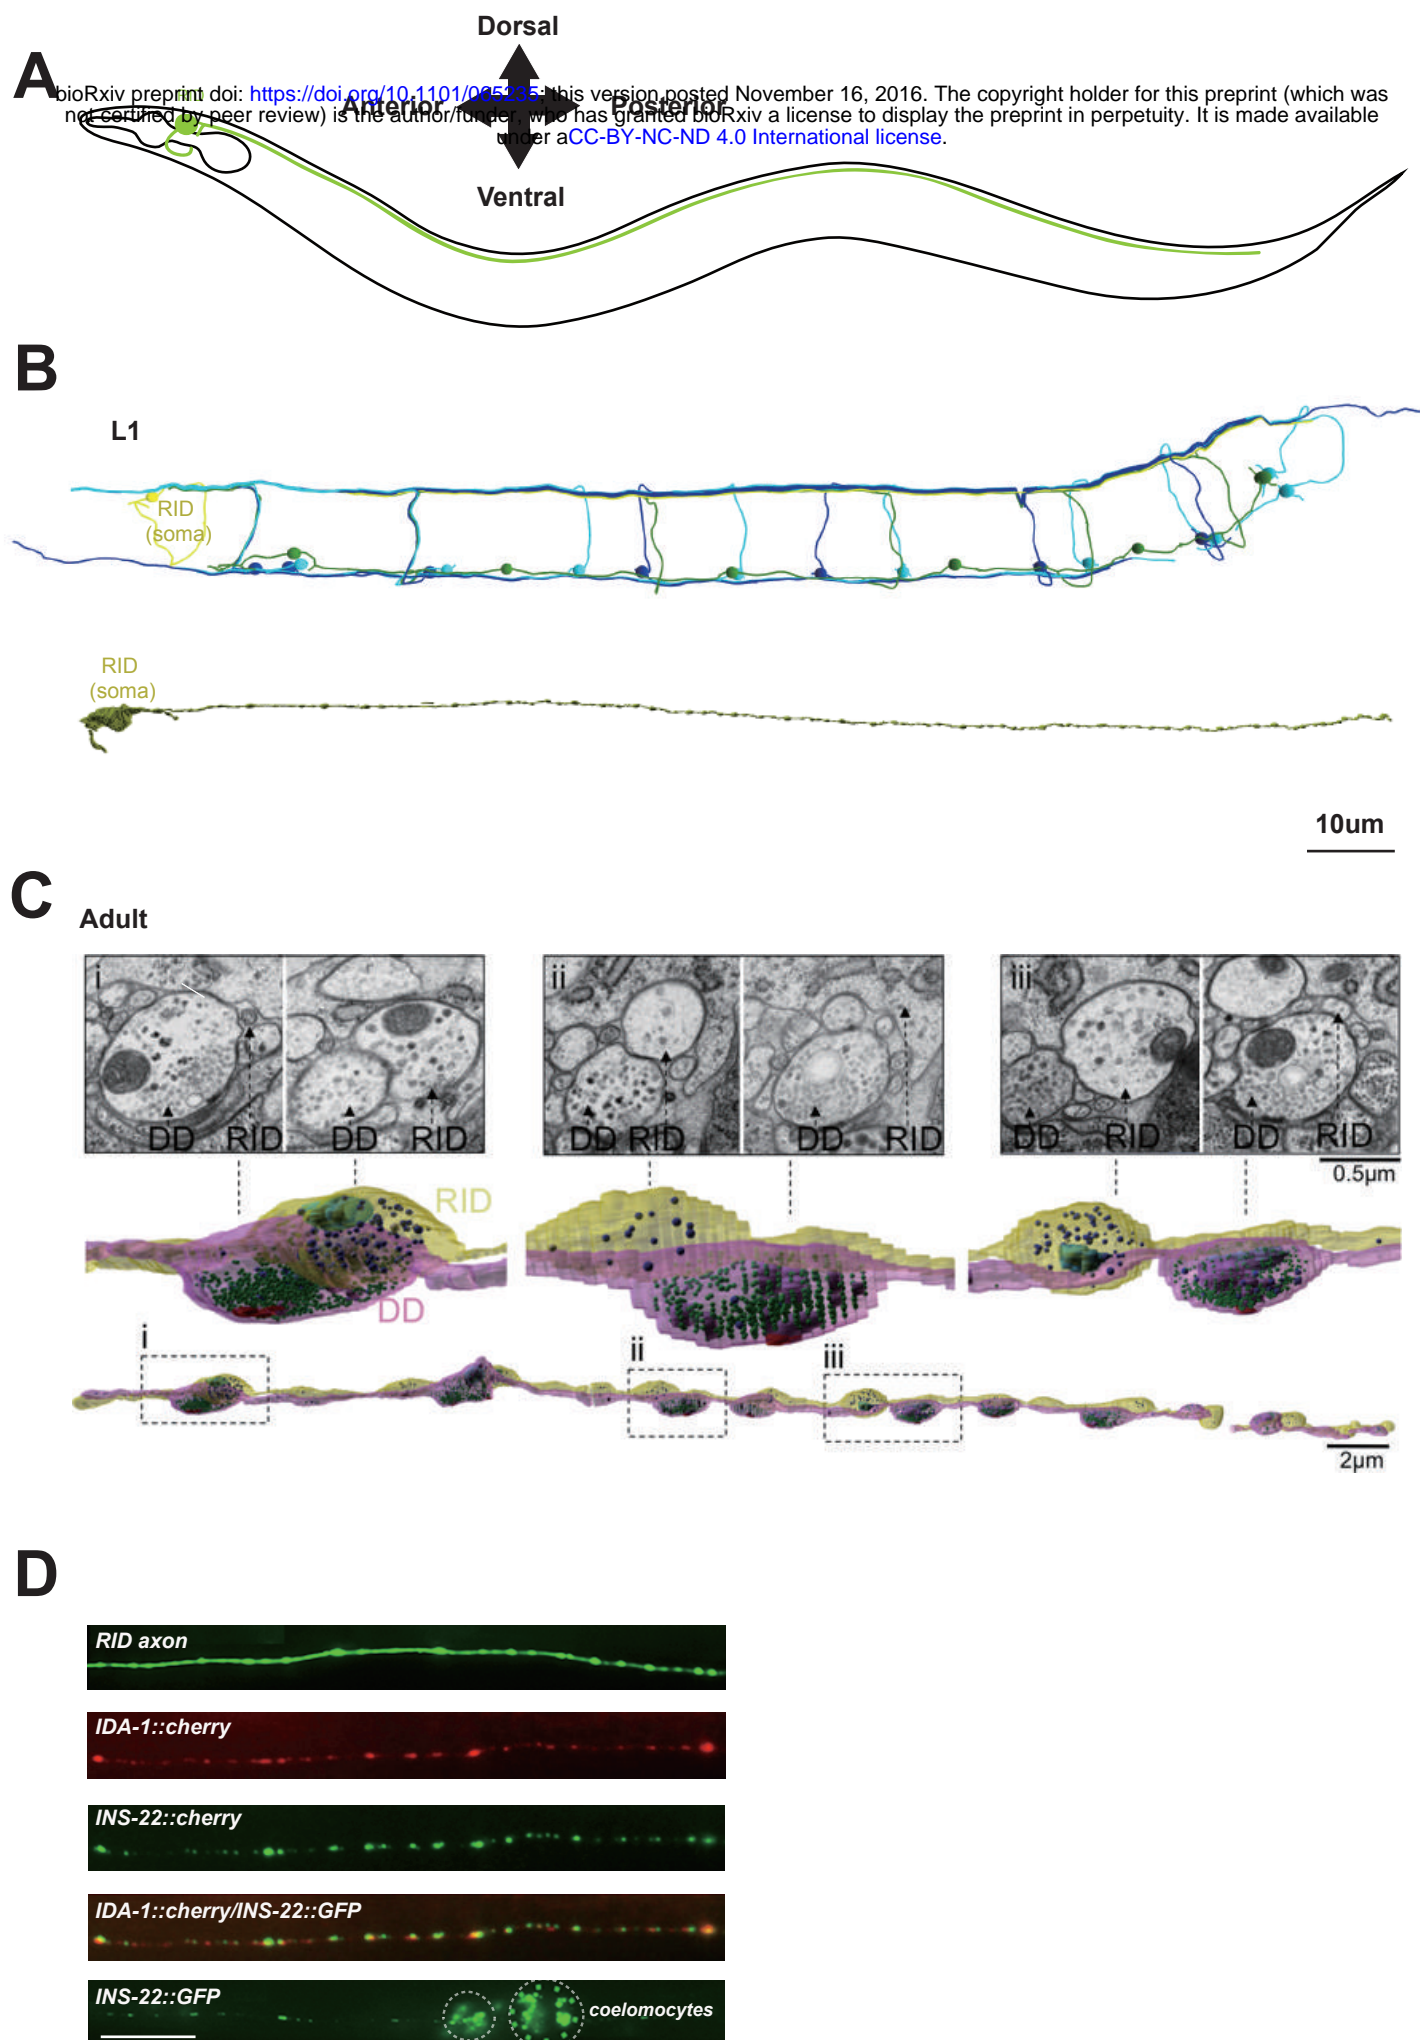 Dorsal
A
bioRxiv preprint doi: https://doi.org/10.1101/065235; this version posted November 16, 2016. The copyright holder for this preprint (which was
Anterior
Posterior
not certified by peer review) is the author/funder, who has granted bioRxiv a license to display the preprint in perpetuity. It is made available
under aCC-BY-NC-ND 4.0 International license.
Ventral
B
L1
RID
(soma)
RID
(soma)
10um
C
Adult
i
ii
iii
DD RID DD RID
DD RID DD RID
DD RID DD RID
0.5µm
RID
DD
i
ii
iii
2µm
D
RID axon
IDA-1::cherry
INS-22::cherry
IDA-1::cherry/INS-22::GFP
INS-22::GFP
coelomocytes